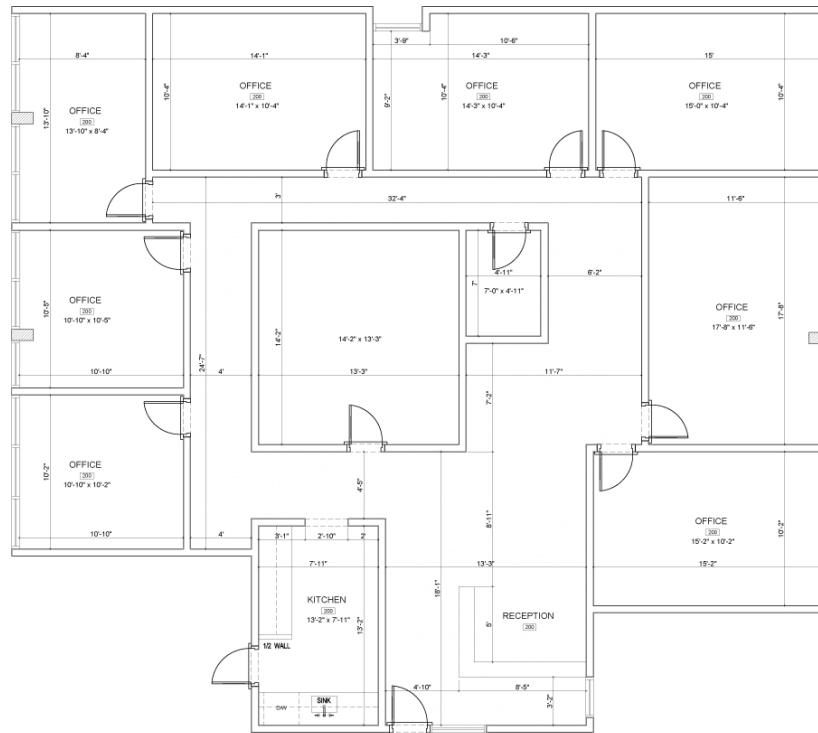 3'-9"
10'-6"
8'-4"
14'-1"
14'-3"
15'
OFFICE
200
13'-10" x 8'-4"
13'-10"
OFFICE
200
14'-1" x 10'-4"
10'-4"
9'-2"
10'-4"
OFFICE
200
14'-3" x 10'-4"
OFFICE
200
15'-0" x 10'-4"
10'-4"
3'
32'-4"
11'-6"
OFFICE
200
10'-10" x 10'-5"
10'-5"
10'-10"
24'-7"
4'
14'-2"
14'-2" x 13'-3"
13'-3"
4'-11"
7'
7'-0" x 4'-11"
6'-2"
11'-7"
7'-2"
OFFICE
200
17'-8" x 11'-6"
17'-8"
OFFICE
200
10'-10" x 10'-2"
10'-2"
10'-10"
4'
4'-5"
8'-11"
OFFICE
200
15'-2" x 10'-2"
10'-2"
15'-2"
3'-1"
2'-10"
2'
7'-11"
13'-3"
18'-1"
KITCHEN
200
13'-2" x 7'-11"
13'-2"
RECEPTION
200
5'
1/2 WALL
4'-10"
8'-5"
3'-2"
SINK
DW